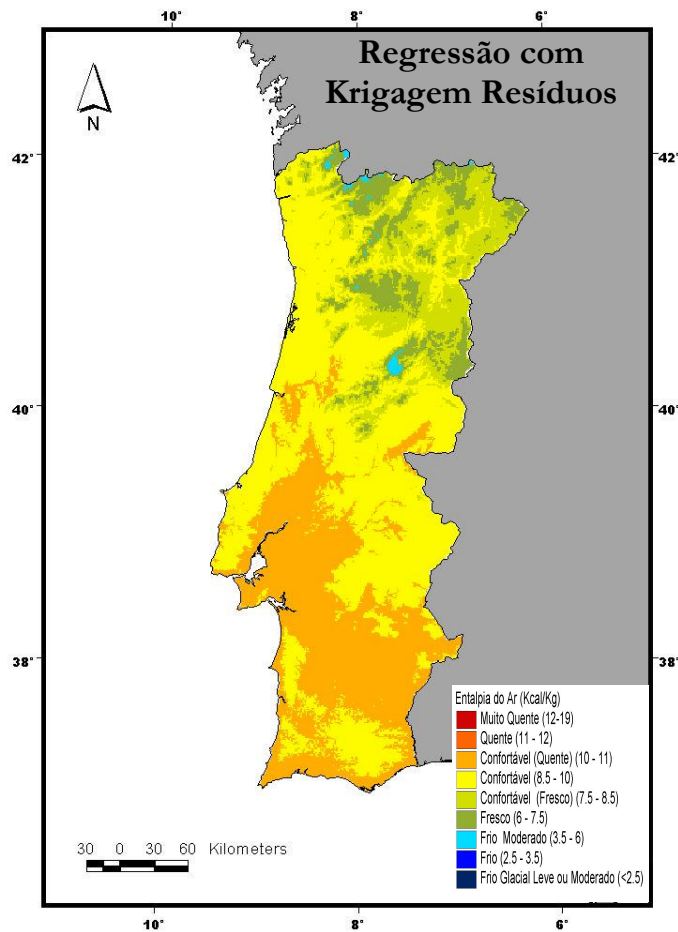 10° 8° 6°
Regressão com
Krigagem Resíduos
N
42° 42°
40° 40°
38° 38°
Entalpia do Ar (Kcal/Kg)
Muito Quente (12-19)
Quente (11 - 12)
Confortável (Quente) (10 - 11)
Confortável (8.5 - 10)
Confortável (Fresco) (7.5 - 8.5)
Fresco (6 - 7.5)
Frio Moderado (3.5 - 6)
Frio (2.5 - 3.5)
Frio Glacial Leve ou Moderado (<2.5)
30 0 30 60 Kilometers
10° 8° 6°